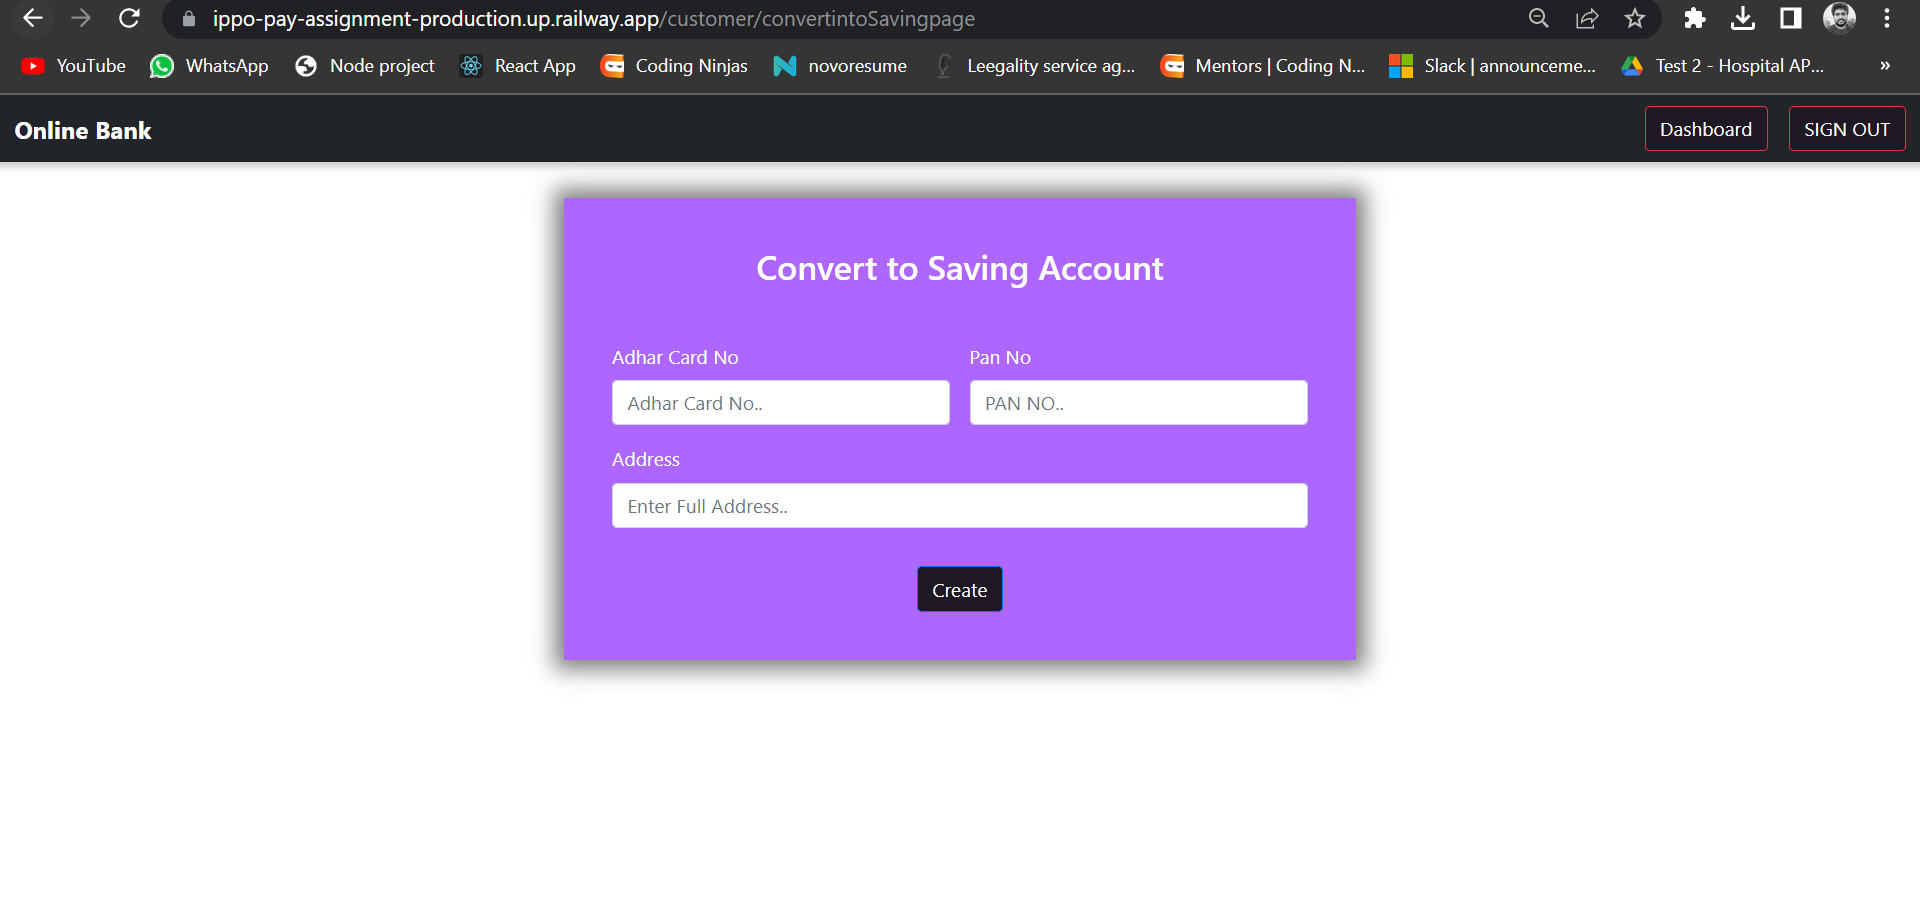 ippo-pay-assignment-production.up.railway.app/customer/convertintoSavingpage
YouTube WhatsApp Node project React App Coding Ninjas novoresume Leegality service ag... Mentors | Coding N... Slack | announceme... Test 2 - Hospital AP... »
Online Bank Dashboard SIGN OUT
Convert to Saving Account
Adhar Card No Pan No
Adhar Card No.. PAN NO..
Address
Enter Full Address..
Create